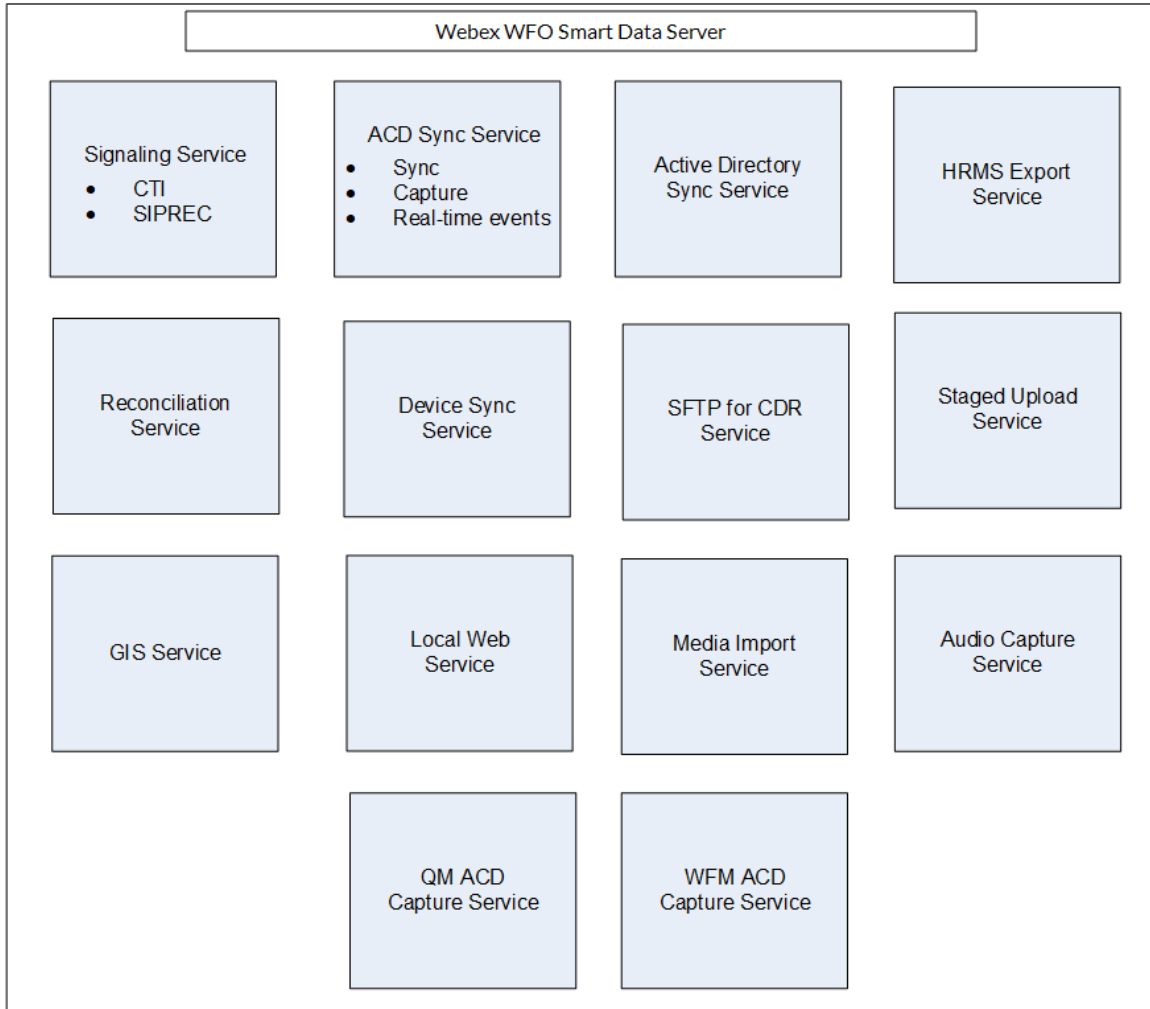 Webex WFO Smart Data Server
Signaling Service
• CTI
• SIPREC
ACD Sync Service
• Sync
• Capture
• Real-time events
Active Directory
Sync Service
HRMS Export
Service
Reconciliation
Service
Device Sync
Service
SFTP for CDR
Service
Staged Upload
Service
GIS Service
Local Web
Service
Media Import
Service
Audio Capture
Service
QM ACD
Capture Service
WFM ACD
Capture Service